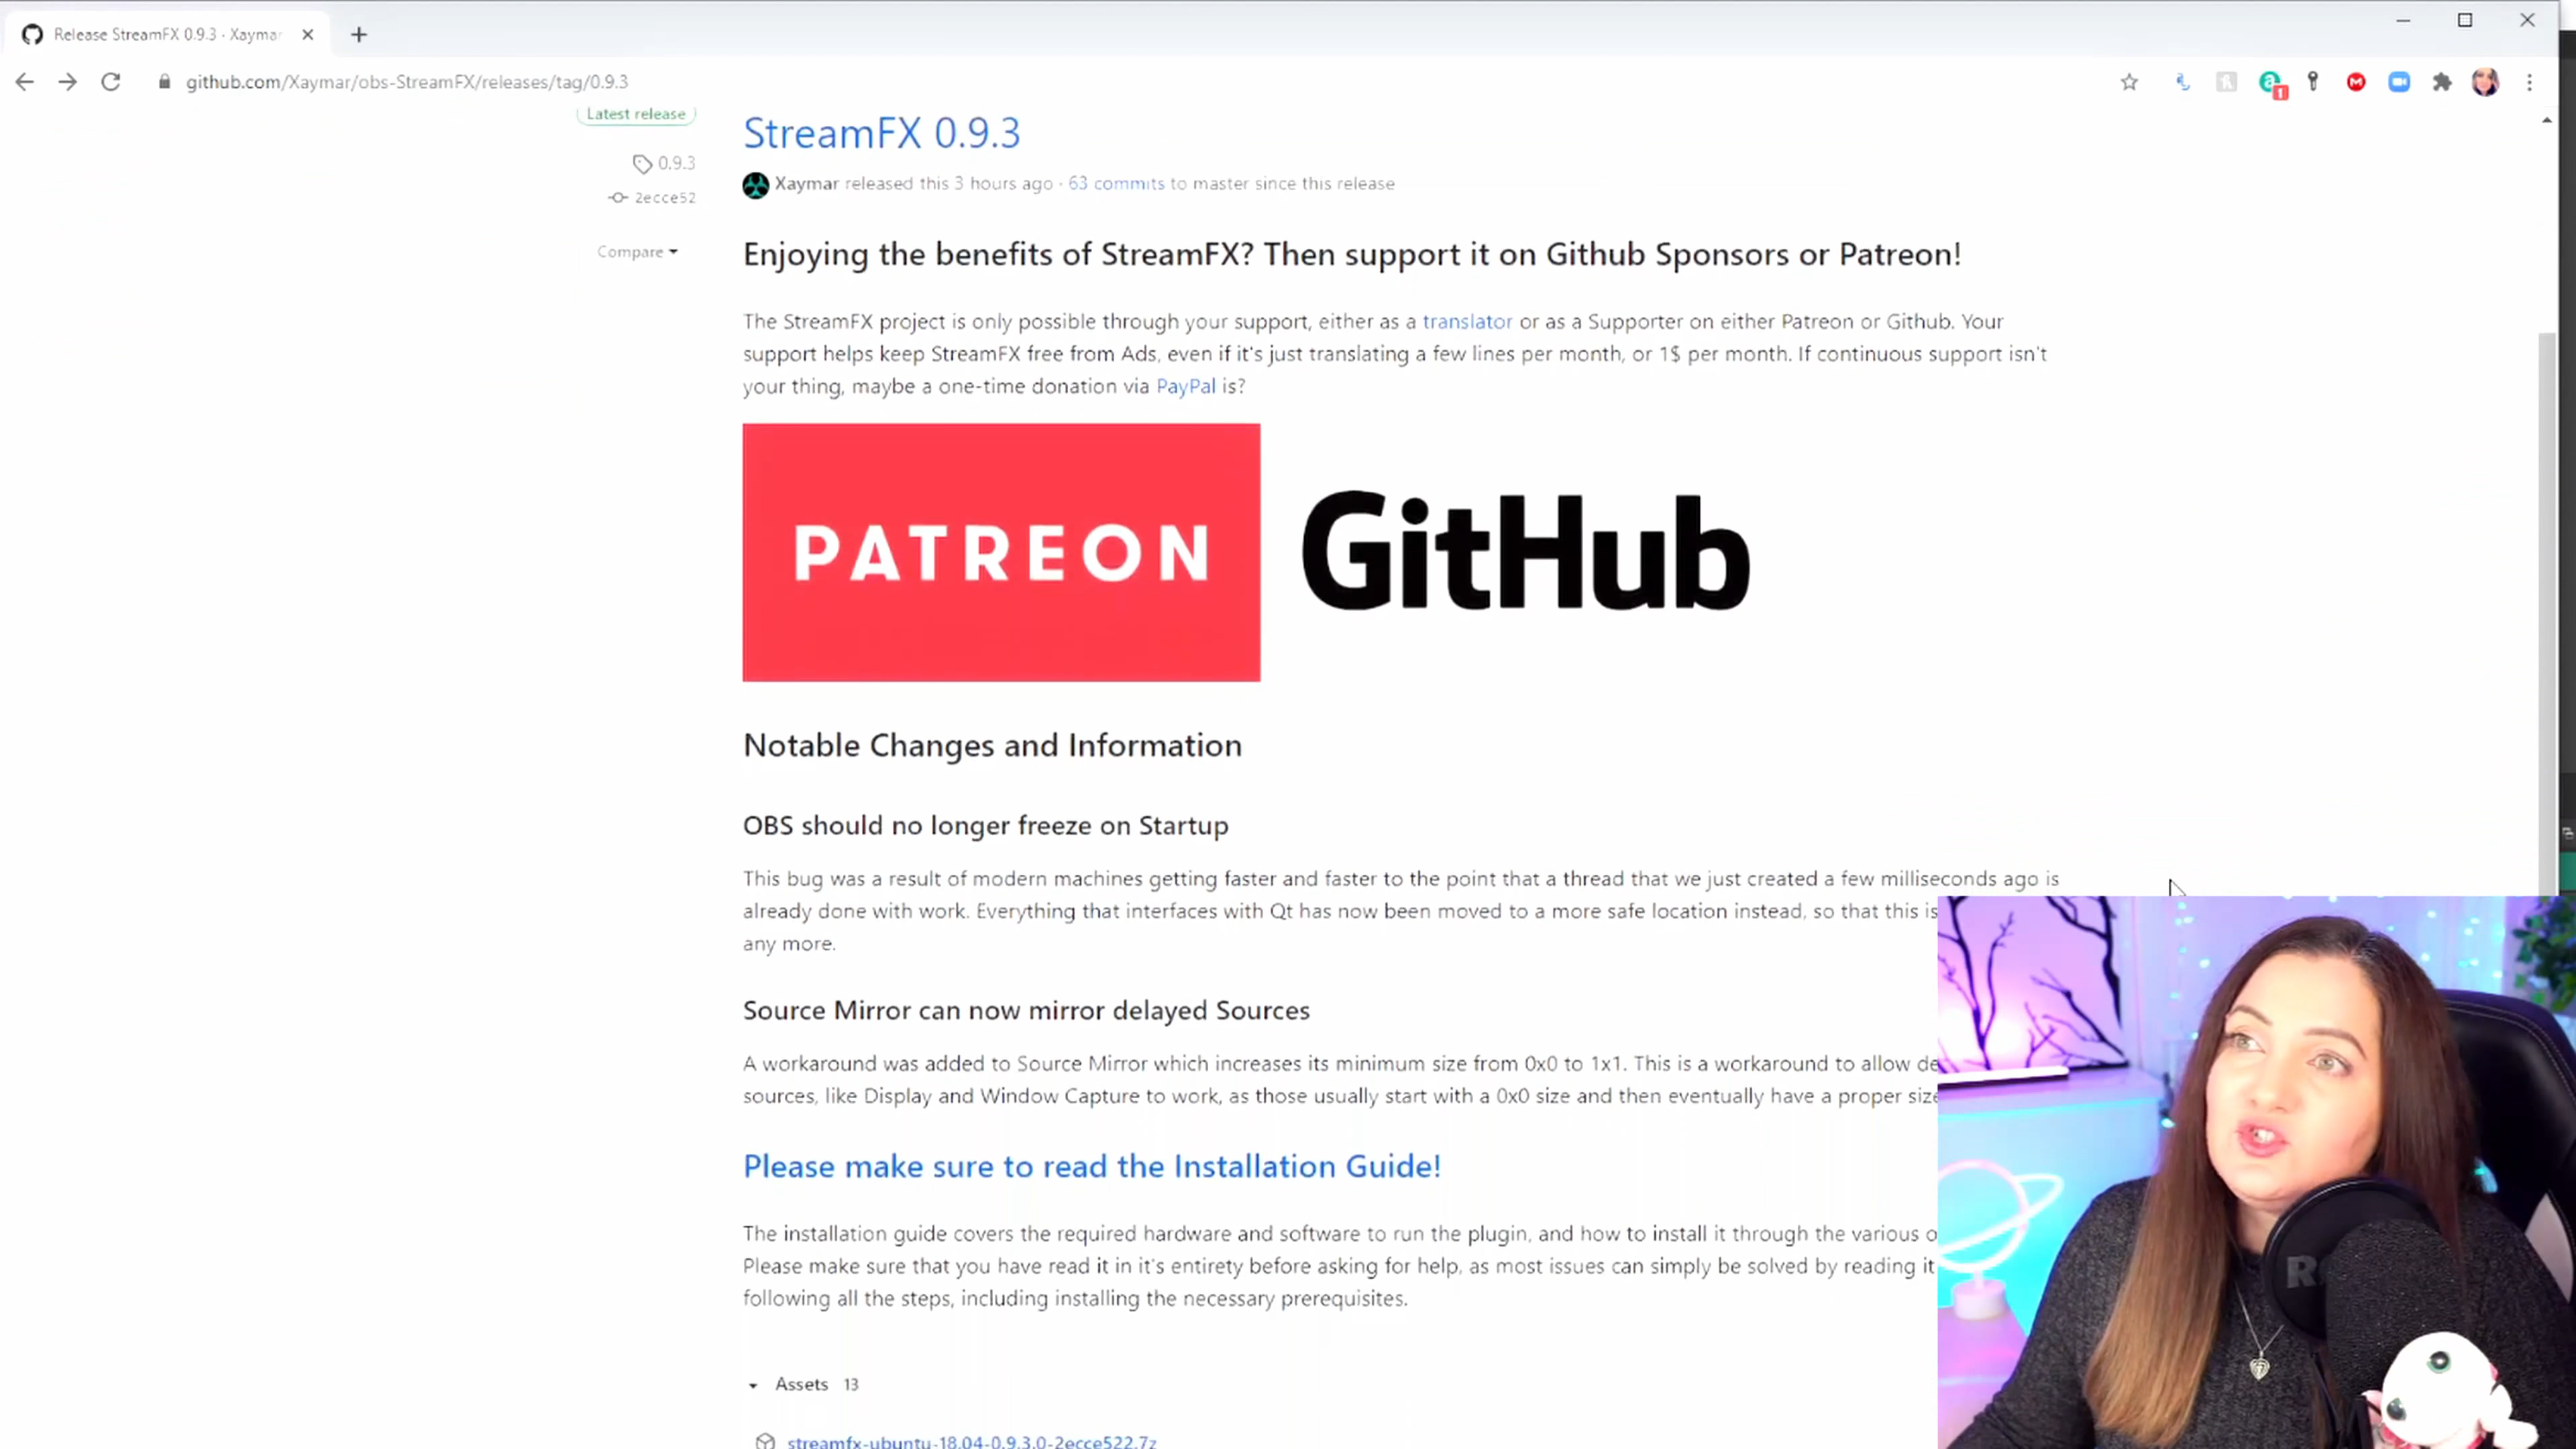 Release StreamFX 0.9.3 · Xayma
github.com/Xaymar/obs-StreamFX/releases/tag/0.9.3
1
Latest release
0.9.3
2ecce52
Compare
StreamFX 0.9.3
Xaymar released this 3 hours ago · 63 commits to master since this release
Enjoying the benefits of StreamFX? Then support it on Github Sponsors or Patreon!
The StreamFX project is only possible through your support, either as a translator or as a Supporter on either Patreon or Github. Your
support helps keep StreamFX free from Ads, even if it's just translating a few lines per month, or 1$ per month. If continuous support isn't
your thing, maybe a one-time donation via PayPal is?
PATREON
GitHub
Notable Changes and Information
OBS should no longer freeze on Startup
This bug was a result of modern machines getting faster and faster to the point that a thread that we just created a few milliseconds ago is
already done with work. Everything that interfaces with Qt has now been moved to a more safe location instead, so that this is
any more.
Source Mirror can now mirror delayed Sources
A workaround was added to Source Mirror which increases its minimum size from 0x0 to 1x1. This is a workaround to allow de
sources, like Display and Window Capture to work, as those usually start with a 0x0 size and then eventually have a proper size
Please make sure to read the Installation Guide!
The installation guide covers the required hardware and software to run the plugin, and how to install it through the various o
Please make sure that you have read it in it's entirety before asking for help, as most issues can simply be solved by reading it
following all the steps, including installing the necessary prerequisites.
Assets 13
streamfx-ubuntu-18.04-0.9.3.0-2ecce522.7z